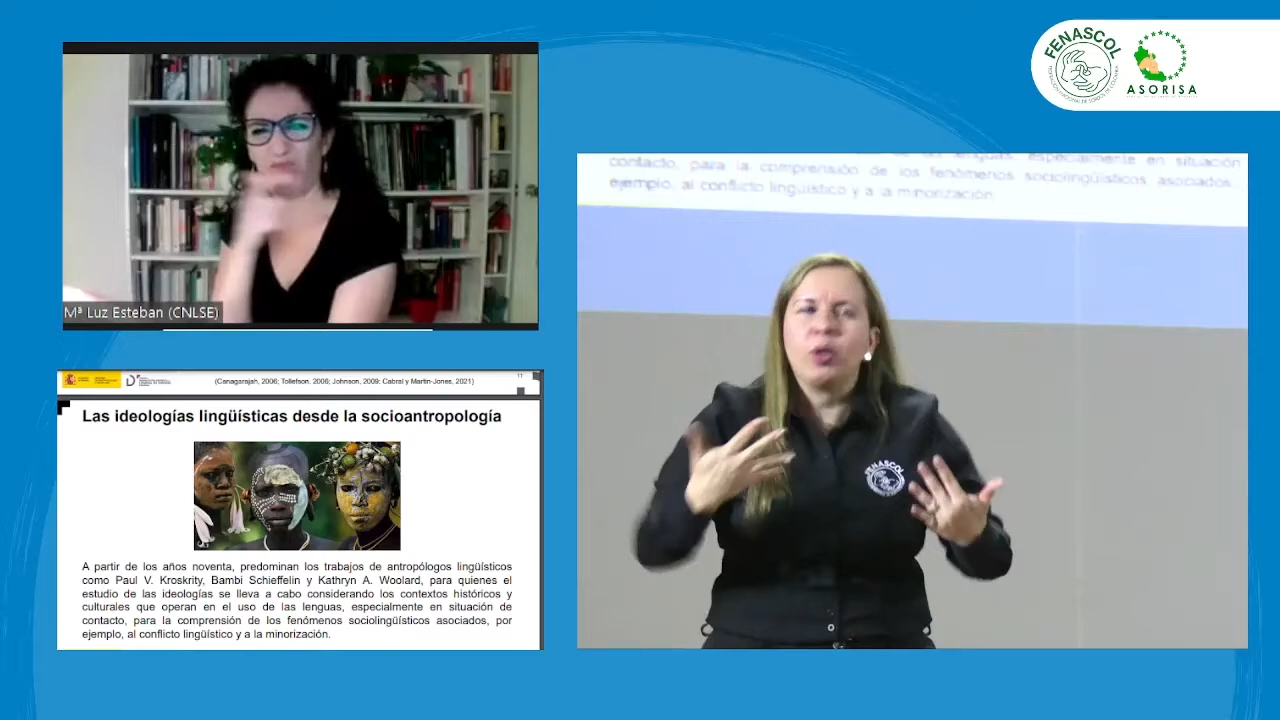 FENASCOL
ASORISA
Mª Luz Esteban (CNLSE)
contacto, para la comprensión de los fenómenos sociolingüísticos asociados,
ejemplo, al conflicto lingüístico y a la minorización.
FENASCOL
11
(Canagarajah, 2006; Tollefson, 2006; Johnson, 2009; Cabral y Martin-Jones, 2021)
Las ideologías lingüísticas desde la socioantropología
A partir de los años noventa, predominan los trabajos de antropólogos lingüísticos
como Paul V. Kroskrity, Bambi Schieffelin y Kathryn A. Woolard, para quienes el
estudio de las ideologías se lleva a cabo considerando los contextos históricos y
culturales que operan en el uso de las lenguas, especialmente en situación de
contacto, para la comprensión de los fenómenos sociolingüísticos asociados, por
ejemplo, al conflicto lingüístico y a la minorización.